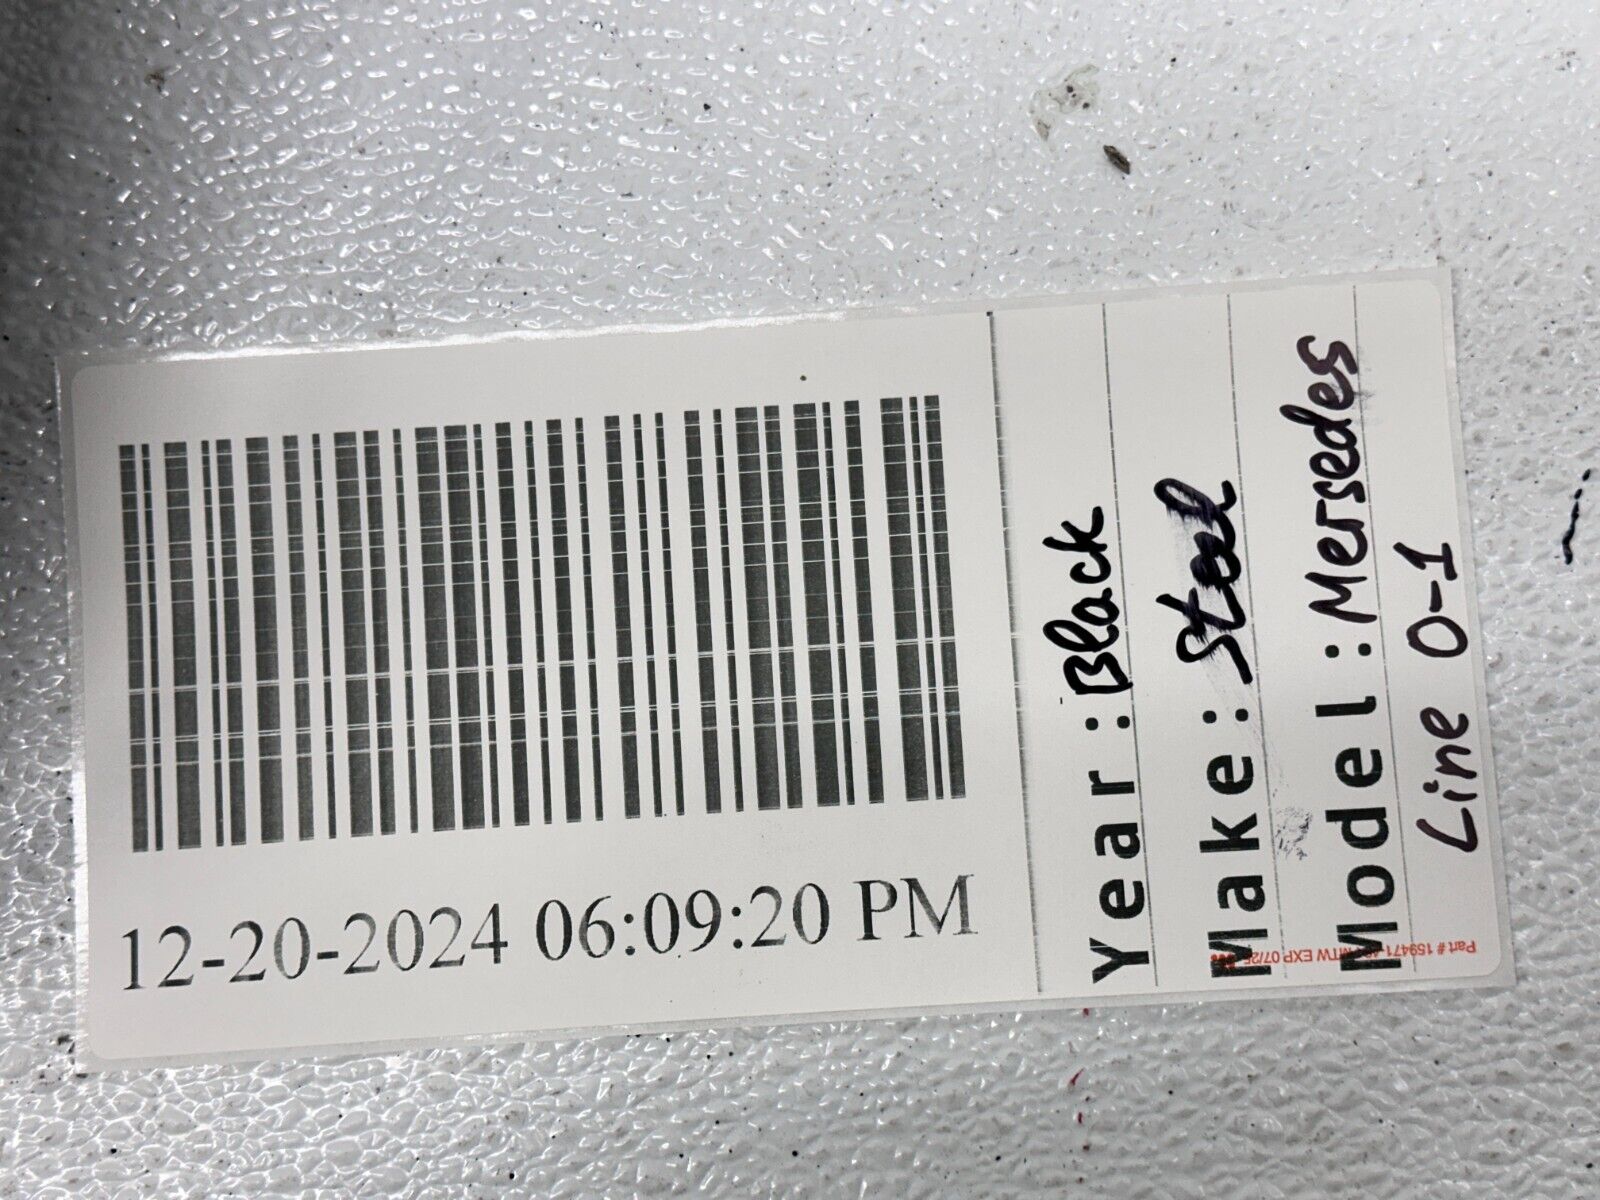 12-20-2024 06:09:20 PM
Year: Black
Make: Steel
Model: Mersedes
Line 0-1